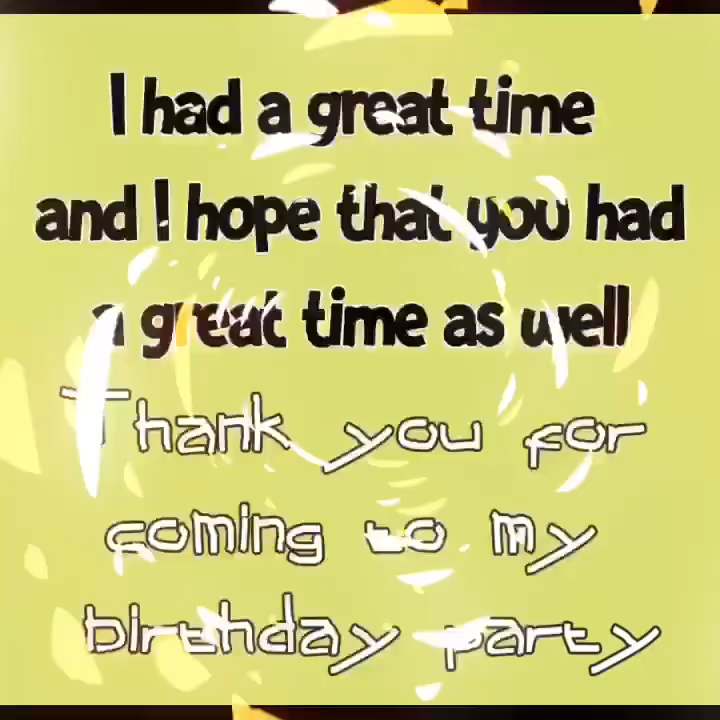 I had a great time
and I hope that you had
a great time as well
Thank you for
coming to my
birthday party